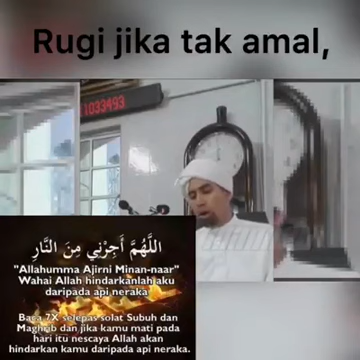 Rugi jika tak amal,
1033493
اللَّهُمَّ أَجِرْنِي مِنَ النَّارِ
"Allahumma Ajirni Minan-naar"
Wahai Allah hindarkanlah aku
daripada api neraka
Baca 7X selepas solat Subuh dan
Maghrib dan jika kamu mati pada
hari itu nescaya Allah akan
hindarkan kamu daripada api neraka.